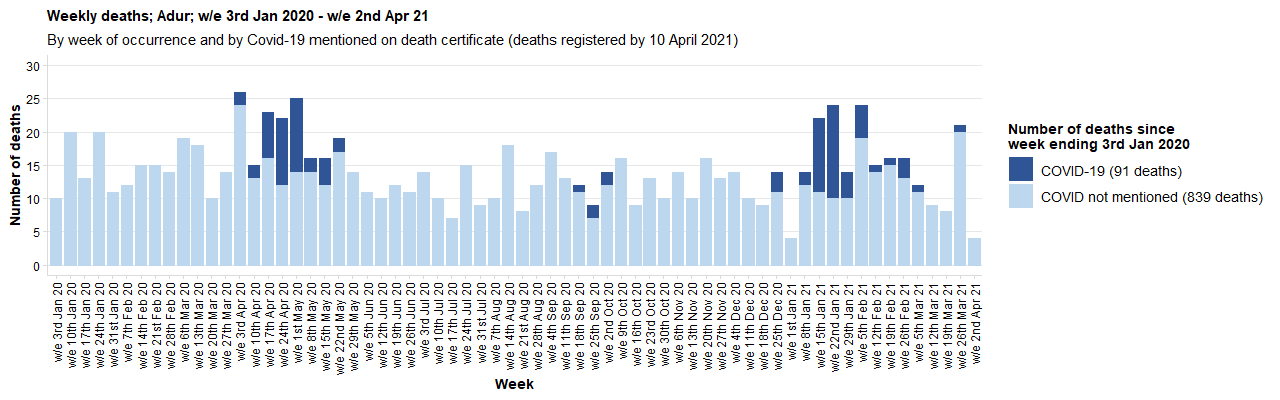 Weekly deaths; Adur; w/e 3rd Jan 2020 - w/e 2nd Apr 21
By week of occurrence and by Covid-19 mentioned on death certificate (deaths registered by 10 April 2021)
Number of deaths
30
25
20
15
10
5
0
w/e 3rd Jan 20
w/e 10th Jan 20
w/e 17th Jan 20
w/e 24th Jan 20
w/e 31st Jan 20
w/e 7th Feb 20
w/e 14th Feb 20
w/e 21st Feb 20
w/e 28th Feb 20
w/e 6th Mar 20
w/e 13th Mar 20
w/e 20th Mar 20
w/e 27th Mar 20
w/e 3rd Apr 20
w/e 10th Apr 20
w/e 17th Apr 20
w/e 24th Apr 20
w/e 1st May 20
w/e 8th May 20
w/e 15th May 20
w/e 22nd May 20
w/e 29th May 20
w/e 5th Jun 20
w/e 12th Jun 20
w/e 19th Jun 20
w/e 26th Jun 20
w/e 3rd Jul 20
w/e 10th Jul 20
w/e 17th Jul 20
w/e 24th Jul 20
w/e 31st Jul 20
w/e 7th Aug 20
w/e 14th Aug 20
w/e 21st Aug 20
w/e 28th Aug 20
w/e 4th Sep 20
w/e 11th Sep 20
w/e 18th Sep 20
w/e 25th Sep 20
w/e 2nd Oct 20
w/e 9th Oct 20
w/e 16th Oct 20
w/e 23rd Oct 20
w/e 30th Oct 20
w/e 6th Nov 20
w/e 13th Nov 20
w/e 20th Nov 20
w/e 27th Nov 20
w/e 4th Dec 20
w/e 11th Dec 20
w/e 18th Dec 20
w/e 25th Dec 20
w/e 1st Jan 21
w/e 8th Jan 21
w/e 15th Jan 21
w/e 22nd Jan 21
w/e 29th Jan 21
w/e 5th Feb 21
w/e 12th Feb 21
w/e 19th Feb 21
w/e 26th Feb 21
w/e 5th Mar 21
w/e 12th Mar 21
w/e 19th Mar 21
w/e 26th Mar 21
w/e 2nd Apr 21
Week
Number of deaths since
week ending 3rd Jan 2020
COVID-19 (91 deaths)
COVID not mentioned (839 deaths)